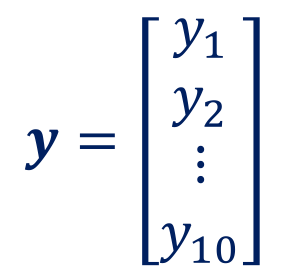 y₁
y₂
y = ⋮
y₁₀